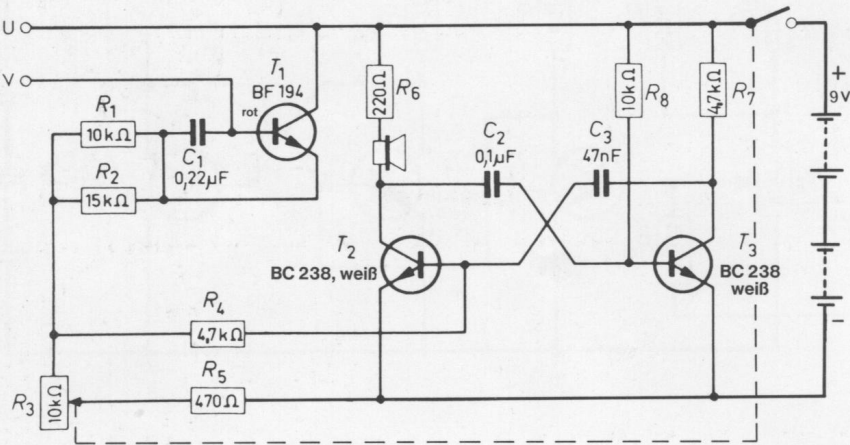 U
V
T1
BF 194
rot
R1
10kΩ
C1
0,22µF
R2
15kΩ
220Ω
R6
C2
0,1µF
C3
47nF
10kΩ
R8
4,7kΩ
R7
+
9V
T2
BC 238, weiß
T3
BC 238
weiß
R4
4,7kΩ
−
R5
470Ω
R3
10kΩ